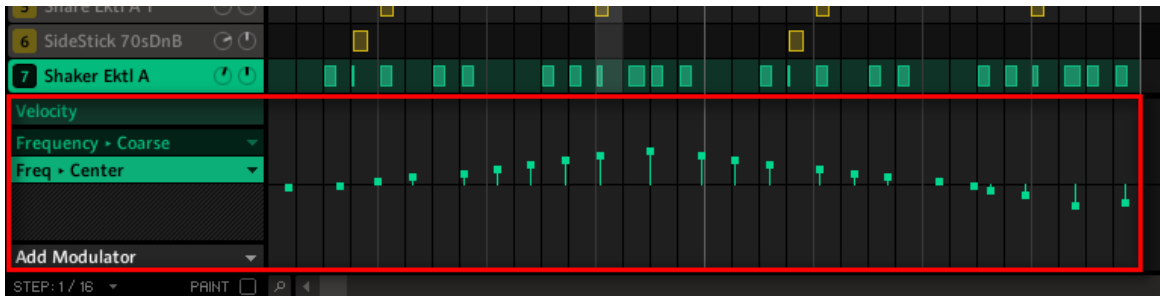 5 Snare Ektl A 1
6 SideStick 70sDnB
7 Shaker Ektl A
Velocity
Frequency ▸ Coarse
Freq ▸ Center
Add Modulator
STEP: 1 / 16 PAINT